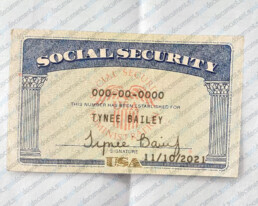 SOCIAL SECURITY
000-00-0000
THIS NUMBER HAS BEEN ESTABLISHED FOR
TYNEE BAILEY
Tynee Baily
SIGNATURE
USA 11/10/2021